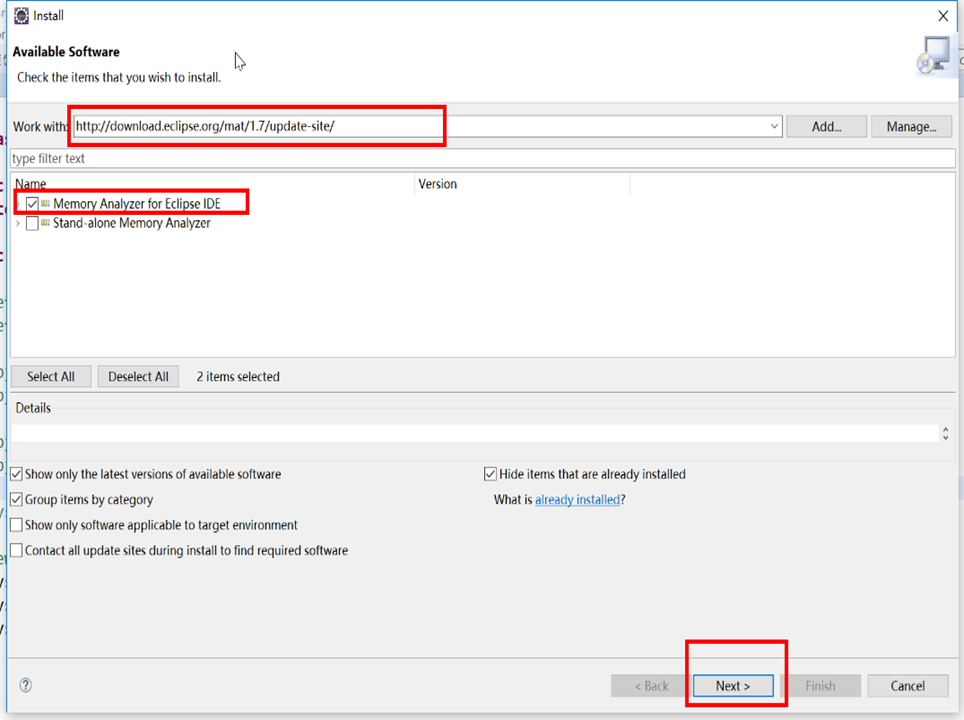 Install
Available Software
Check the items that you wish to install.
Work with: http://download.eclipse.org/mat/1.7/update-site/ Add... Manage...
type filter text
Name Version
Memory Analyzer for Eclipse IDE
Stand-alone Memory Analyzer
Select All Deselect All 2 items selected
Details
Show only the latest versions of available software Hide items that are already installed
Group items by category What is already installed?
Show only software applicable to target environment
Contact all update sites during install to find required software
< Back Next > Finish Cancel